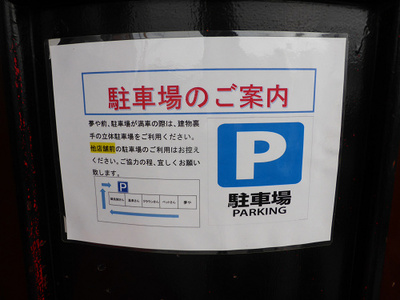 駐車場のご案内
夢や前、駐車場が満車の際は、建物裏
手の立体駐車場をご利用ください。
他店舗前の駐車場のご利用はお控え
ください、ご協力の程、宜しくお願い
致します。
P
夢や
P
駐車場
PARKING